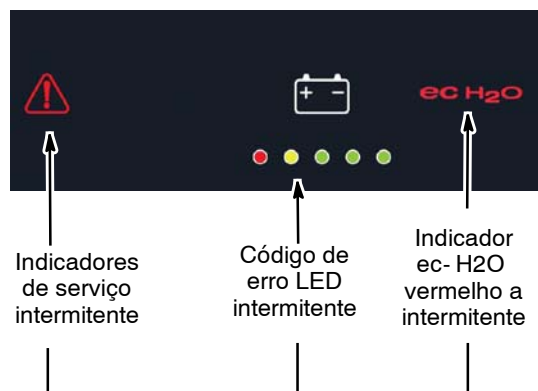 ec H2O
Indicadores
de serviço
intermitente
Código de
erro LED
intermitente
Indicador
ec- H2O
vermelho a
intermitente